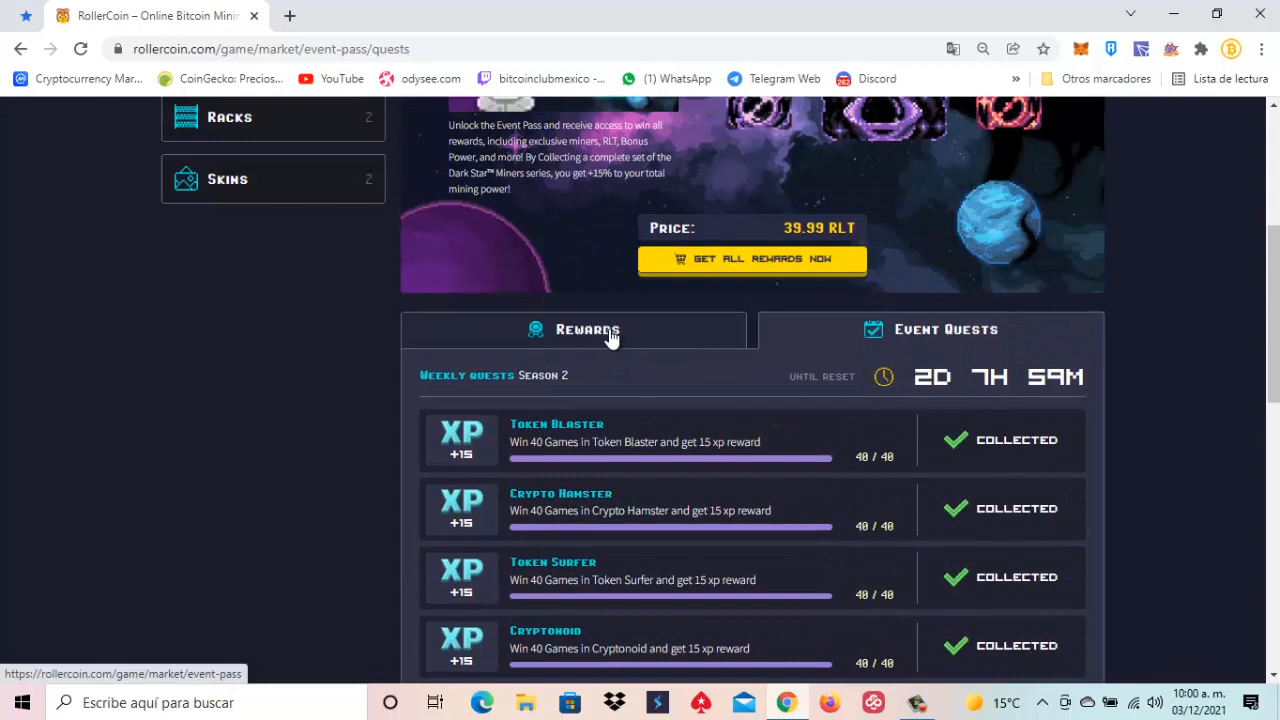 RollerCoin – Online Bitcoin Mini
rollercoin.com/game/market/event-pass/quests
Cryptocurrency Mar...
CoinGecko: Precios...
YouTube
odysee.com
bitcoinclubmexico -...
(1) WhatsApp
Telegram Web
262
Discord
»
Otros marcadores
Lista de lectura
Racks
2
Skins
2
Unlock the Event Pass and receive access to win all
rewards, including exclusive miners, RLT, Bonus
Power, and more! By Collecting a complete set of the
Dark Star™ Miners series, you get +15% to your total
mining power!
Price: 39.99 RLT
GET ALL REWARDS NOW
Rewards
Event Quests
Weekly quests Season 2
UNTIL RESET
2D 7H 59M
XP
+15
Token Blaster
Win 40 Games in Token Blaster and get 15 xp reward
40 / 40
COLLECTED
XP
+15
Crypto Hamster
Win 40 Games in Crypto Hamster and get 15 xp reward
40 / 40
COLLECTED
XP
+15
Token Surfer
Win 40 Games in Token Surfer and get 15 xp reward
40 / 40
COLLECTED
XP
+15
Cryptonoid
Win 40 Games in Cryptonoid and get 15 xp reward
40 / 40
COLLECTED
https://rollercoin.com/game/market/event-pass
Escribe aquí para buscar
15°C
10:00 a. m.
03/12/2021